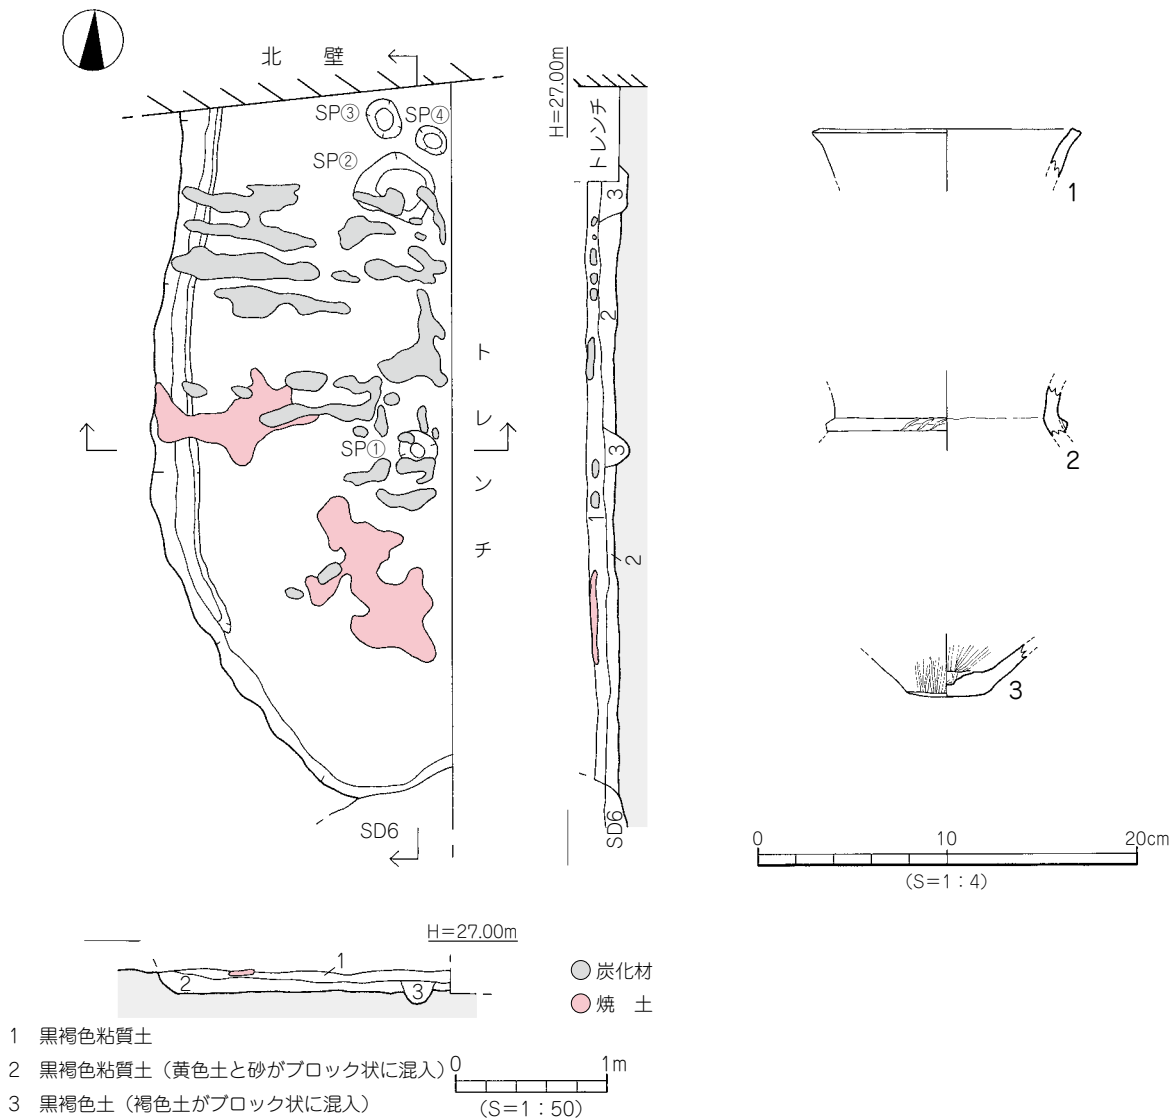 北 壁
SP③
SP④
SP②
SP①
トレンチ
SD6
H=27.00m
トレンチ
3
2
3
1
2
SD6
1
2
3
0 10 20cm
(S=1:4)
H=27.00m
1
2
3
炭化材
焼 土
1 黒褐色粘質土
2 黒褐色粘質土(黄色土と砂がブロック状に混入)
3 黒褐色土(褐色土がブロック状に混入)
0 1m
(S=1:50)